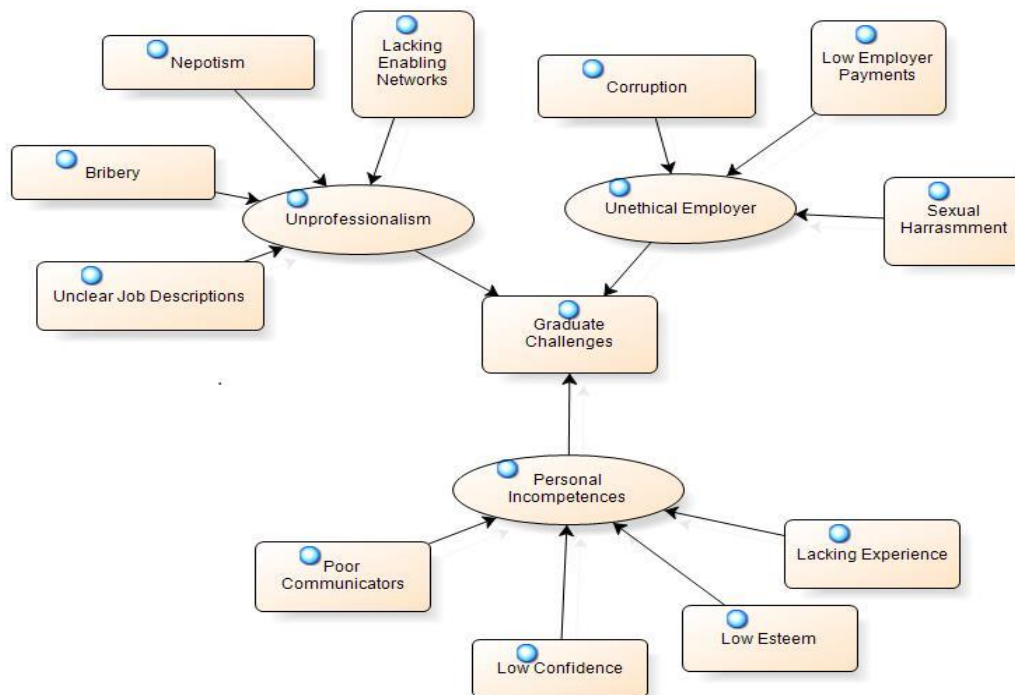 Nepotism
Lacking
Enabling
Networks
Corruption
Low Employer
Payments
Bribery
Unprofessionalism
Unethical Employer
Sexual
Harrasmment
Unclear Job Descriptions
Graduate
Challenges
Personal
Incompetences
Poor
Communicators
Lacking Experience
Low Confidence
Low Esteem